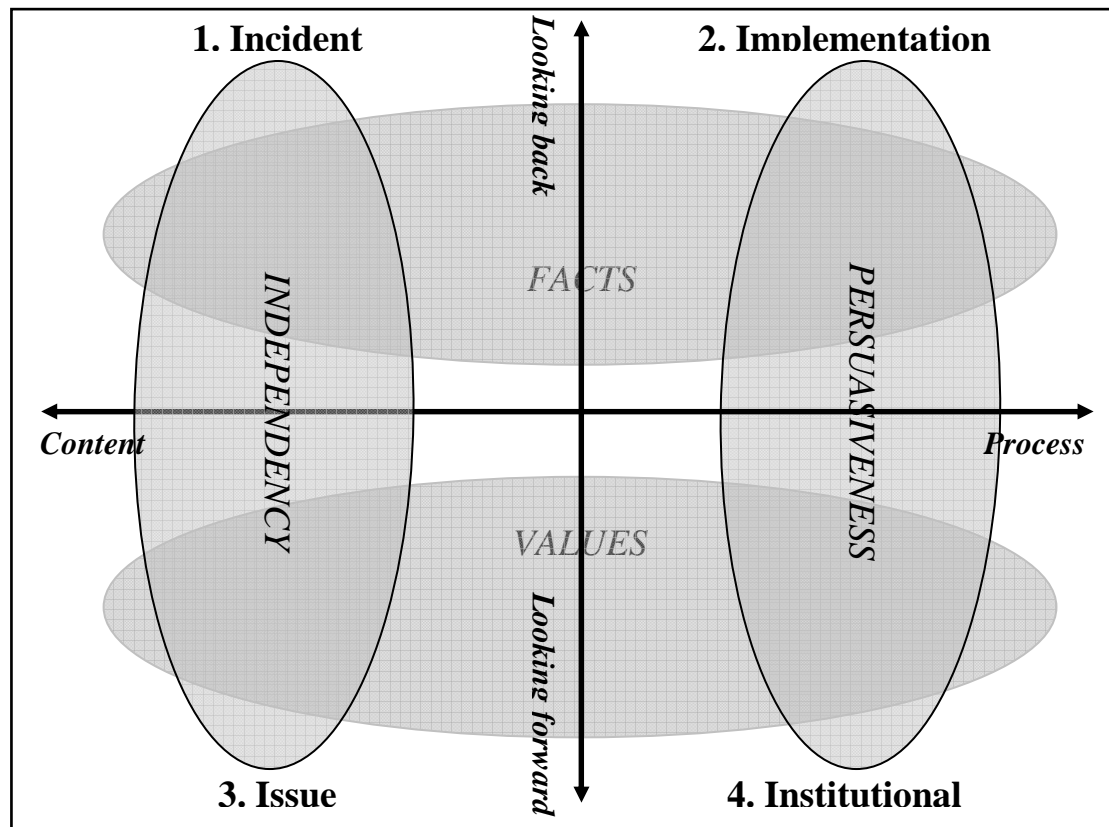 1. Incident
2. Implementation
Looking back
FACTS
INDEPENDENCY
PERSUASIVENESS
Content
Process
VALUES
Looking forward
3. Issue
4. Institutional